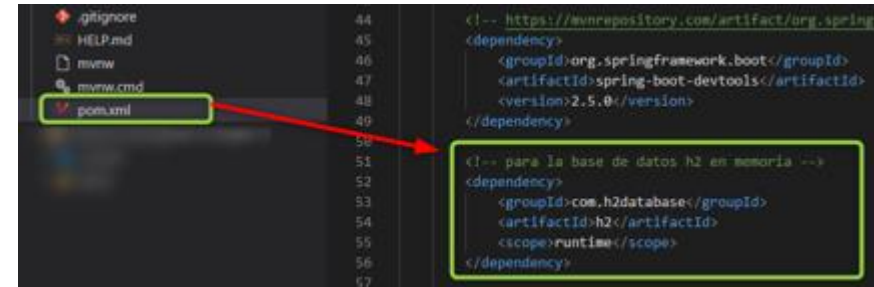 .gitignore
HELP.md
mvnw
mvnw.cmd
pom.xml
44 <!-- https://mvnrepository.com/artifact/org.spring
45 <dependency>
46 <groupId>org.springframework.boot</groupId>
47 <artifactId>spring-boot-devtools</artifactId>
48 <version>2.5.0</version>
49 </dependency>
50
51 <!-- para la base de datos h2 en memoria -->
52 <dependency>
53 <groupId>com.h2database</groupId>
54 <artifactId>h2</artifactId>
55 <scope>runtime</scope>
56 </dependency>
57